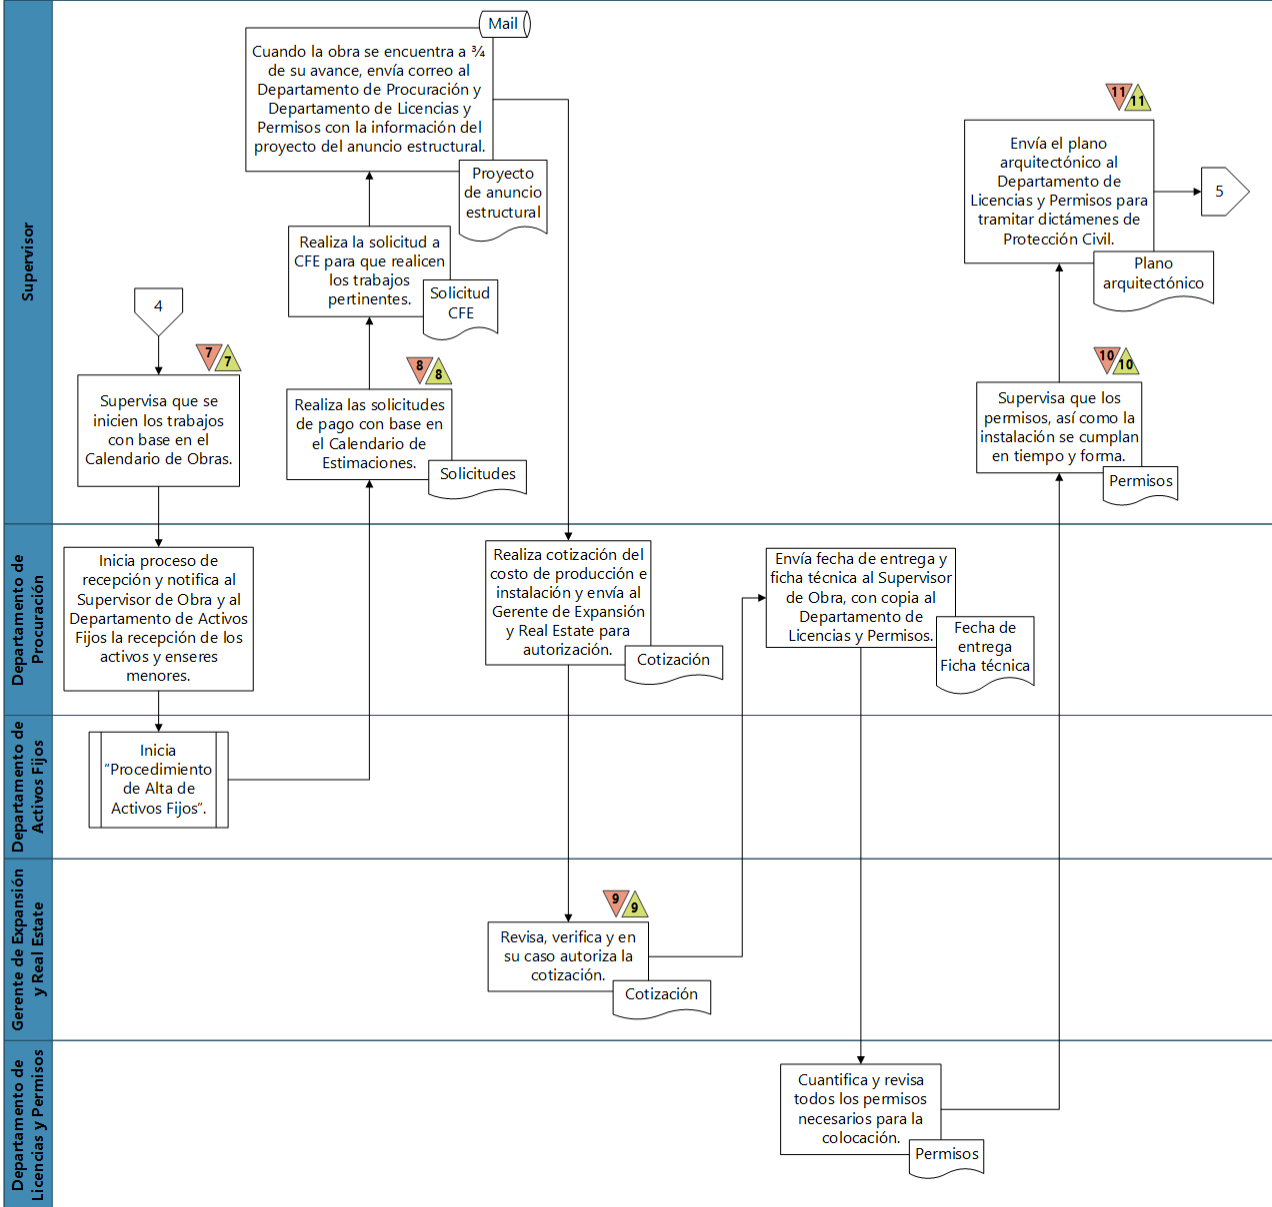 Supervisor
4
7
7
Supervisa que se
inicien los trabajos
con base en el
Calendario de Obras.
Mail
Cuando la obra se encuentra a ¾
de su avance, envía correo al
Departamento de Procuración y
Departamento de Licencias y
Permisos con la información del
proyecto del anuncio estructural.
Proyecto
de anuncio
estructural
Realiza la solicitud a
CFE para que realicen
los trabajos
pertinentes.
Solicitud
CFE
8
8
Realiza las solicitudes
de pago con base en
el Calendario de
Estimaciones.
Solicitudes
11
11
Envía el plano
arquitectónico al
Departamento de
Licencias y Permisos para
tramitar dictámenes de
Protección Civil.
Plano
arquitectónico
5
10
10
Supervisa que los
permisos, así como la
instalación se cumplan
en tiempo y forma.
Permisos
Departamento de
Procuración
Inicia proceso de
recepción y notifica al
Supervisor de Obra y al
Departamento de Activos
Fijos la recepción de los
activos y enseres
menores.
Realiza cotización del
costo de producción e
instalación y envía al
Gerente de Expansión
y Real Estate para
autorización.
Cotización
Envía fecha de entrega y
ficha técnica al Supervisor
de Obra, con copia al
Departamento de
Licencias y Permisos.
Fecha de
entrega
Ficha técnica
Departamento de
Activos Fijos
Inicia
“Procedimiento
de Alta de
Activos Fijos”.
Gerente de Expansión
y Real Estate
9
9
Revisa, verifica y en
su caso autoriza la
cotización.
Cotización
Departamento de
Licencias y Permisos
Cuantifica y revisa
todos los permisos
necesarios para la
colocación.
Permisos